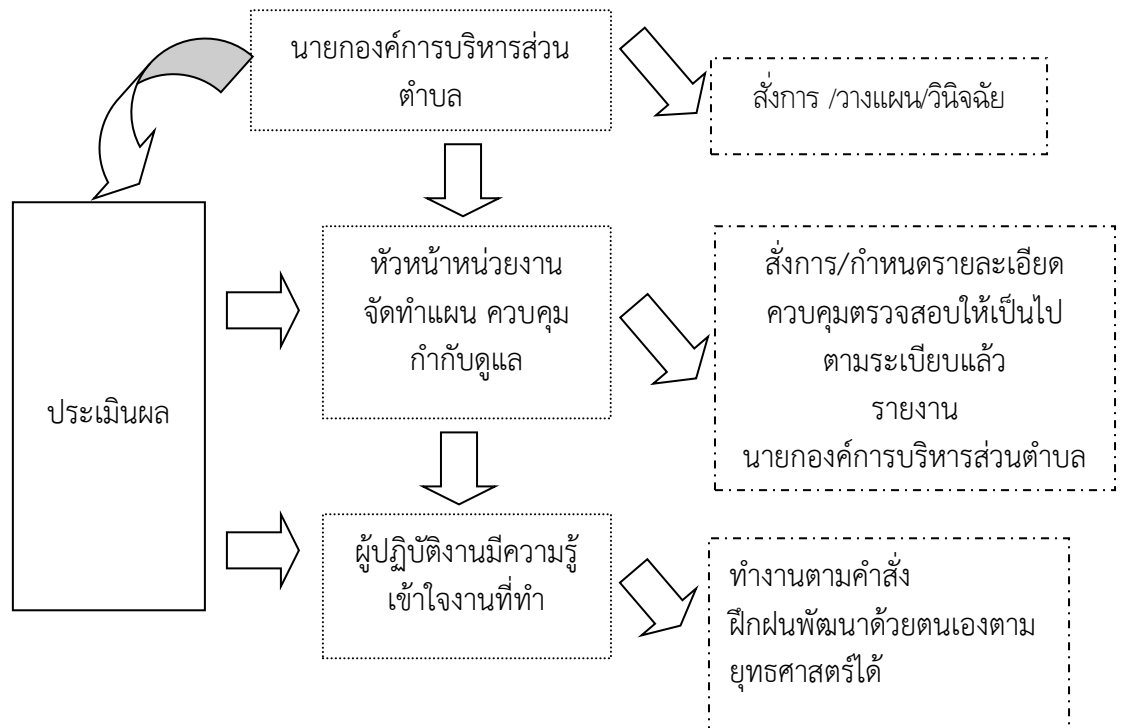 นายกองค์การบริหารส่วน
ตำบล
สั่งการ /วางแผน/วินิจฉัย
หัวหน้าหน่วยงาน
จัดทำแผน ควบคุม
กำกับดูแล
สั่งการ/กำหนดรายละเอียด
ควบคุมตรวจสอบให้เป็นไป
ตามระเบียบแล้ว
รายงาน
นายกองค์การบริหารส่วนตำบล
ประเมินผล
ผู้ปฏิบัติงานมีความรู้
เข้าใจงานที่ทำ
ทำงานตามคำสั่ง
ฝึกฝนพัฒนาด้วยตนเองตาม
ยุทธศาสตร์ได้